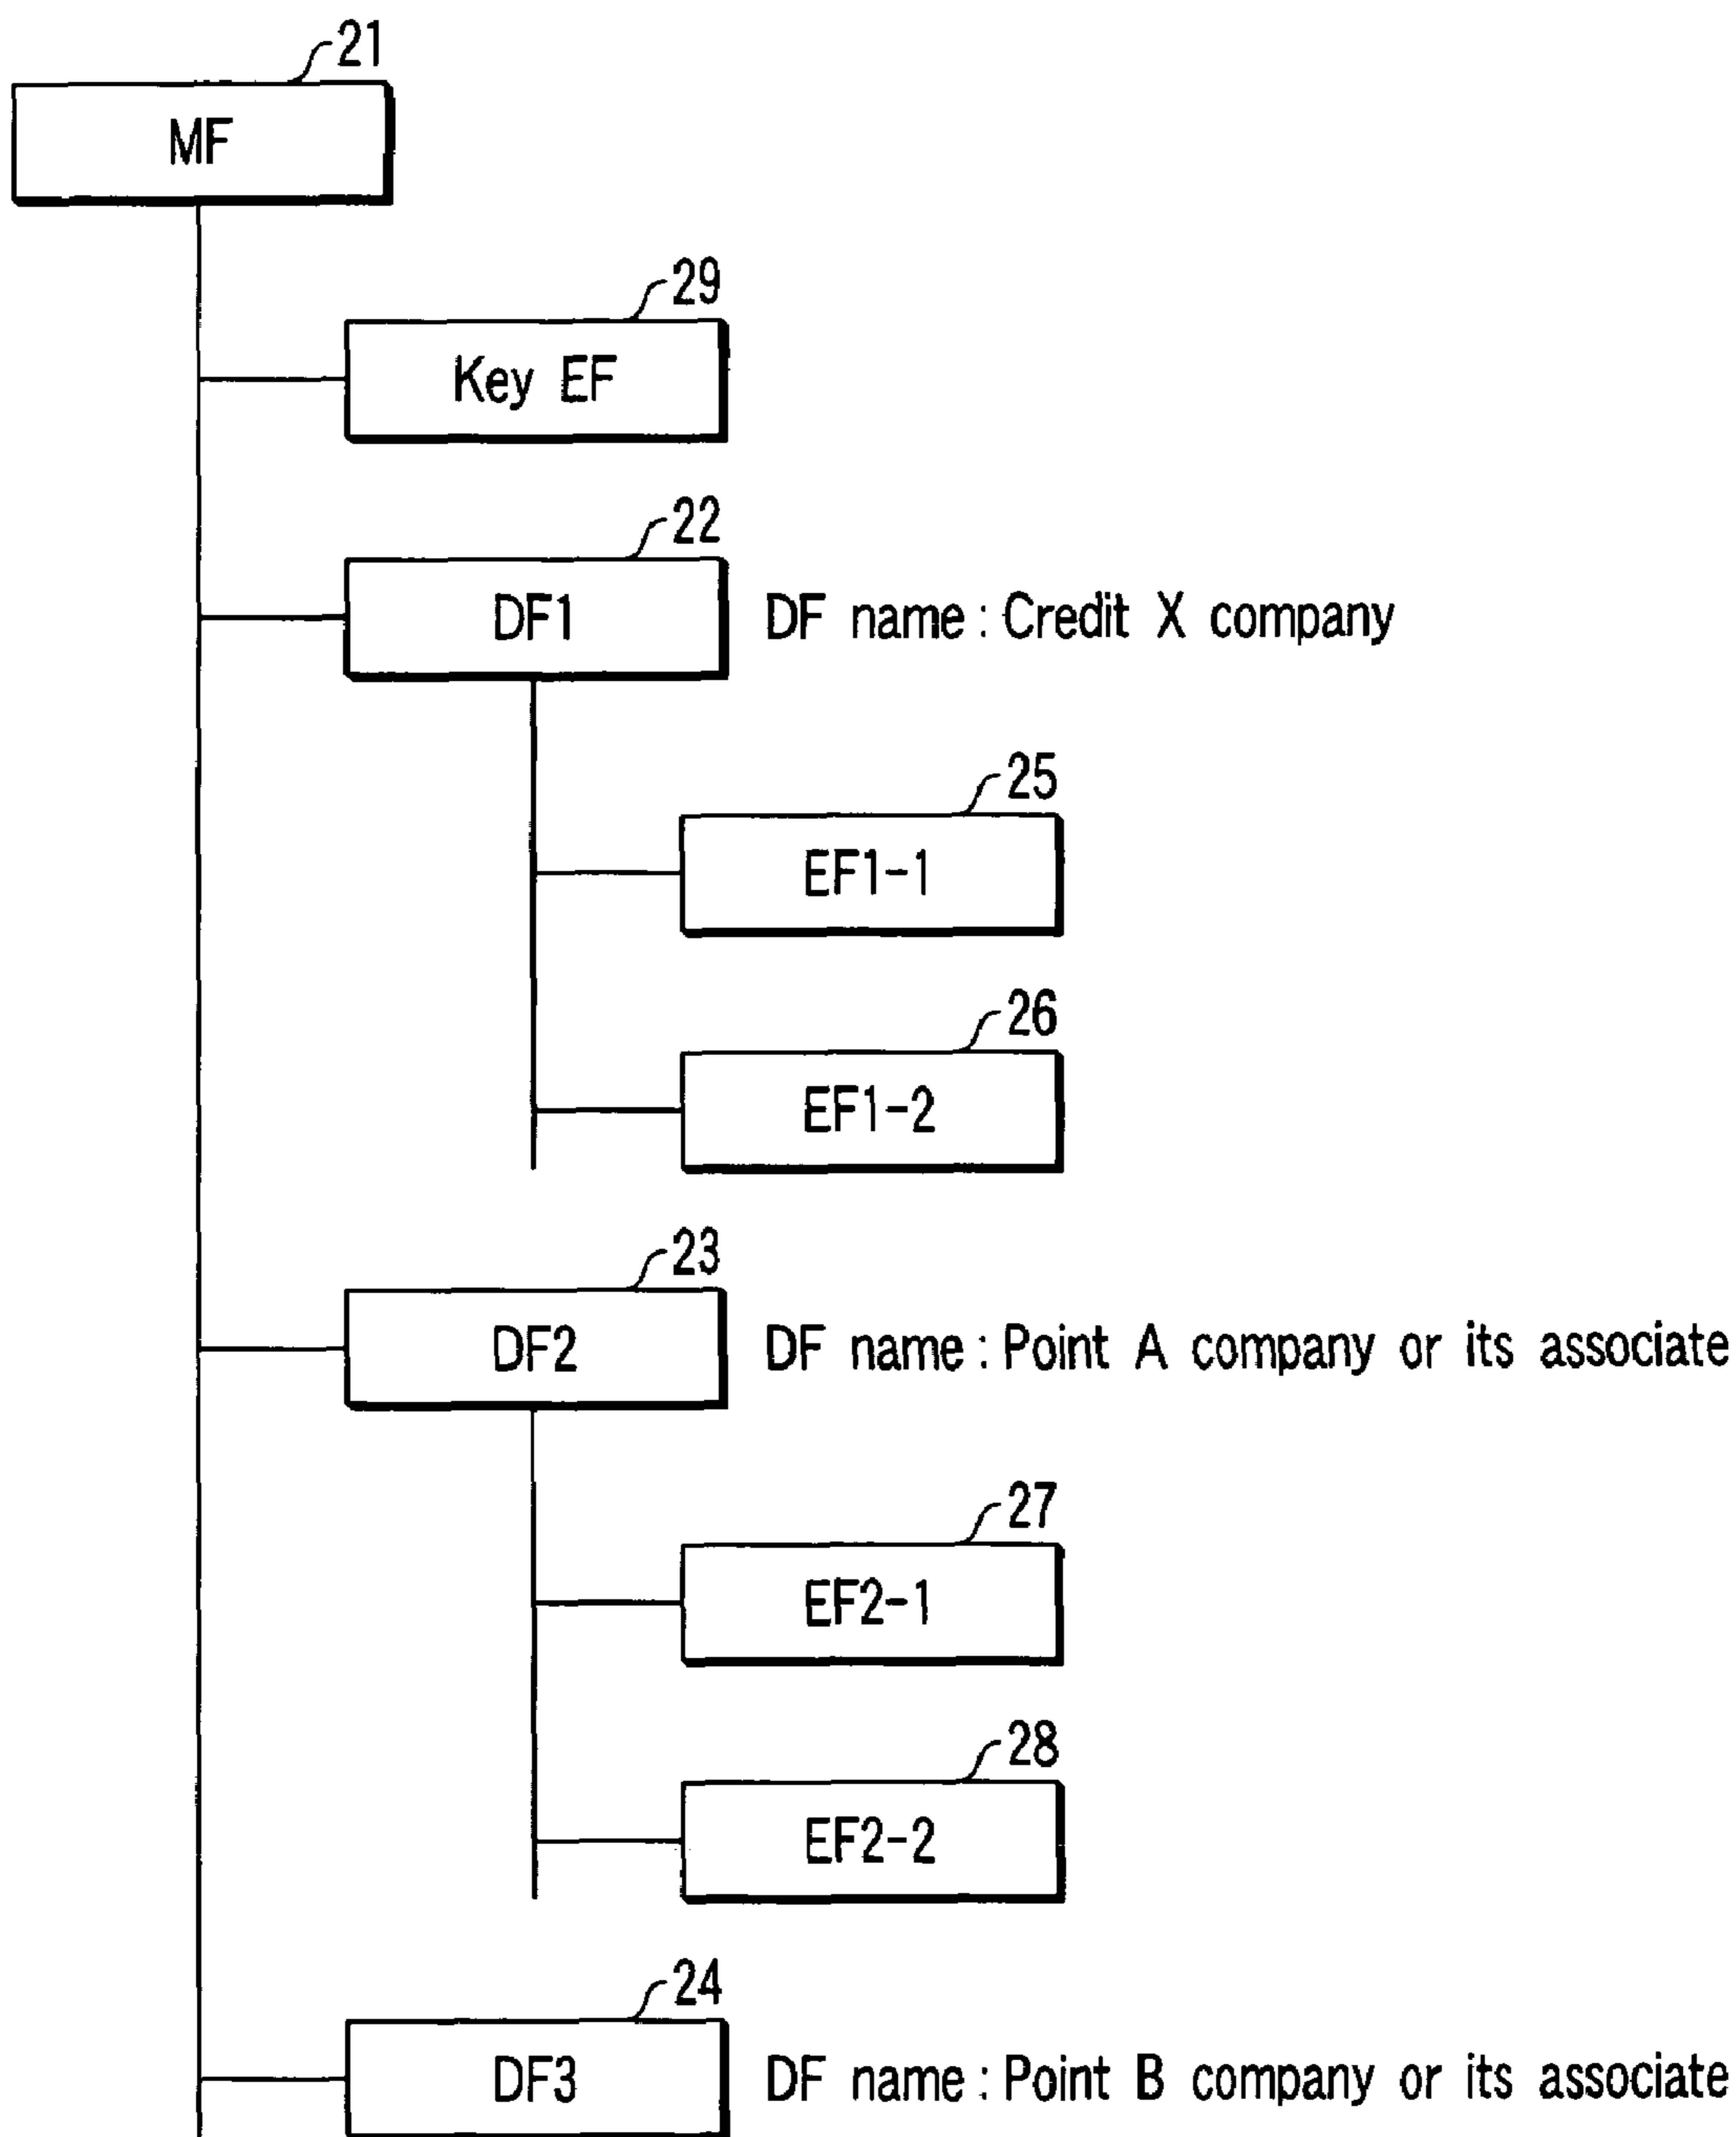 21
MF
29
Key EF
22
DF1 DF name : Credit X company
25
EF1-1
26
EF1-2
23
DF2 DF name : Point A company or its associate
27
EF2-1
28
EF2-2
24
DF3 DF name : Point B company or its associate